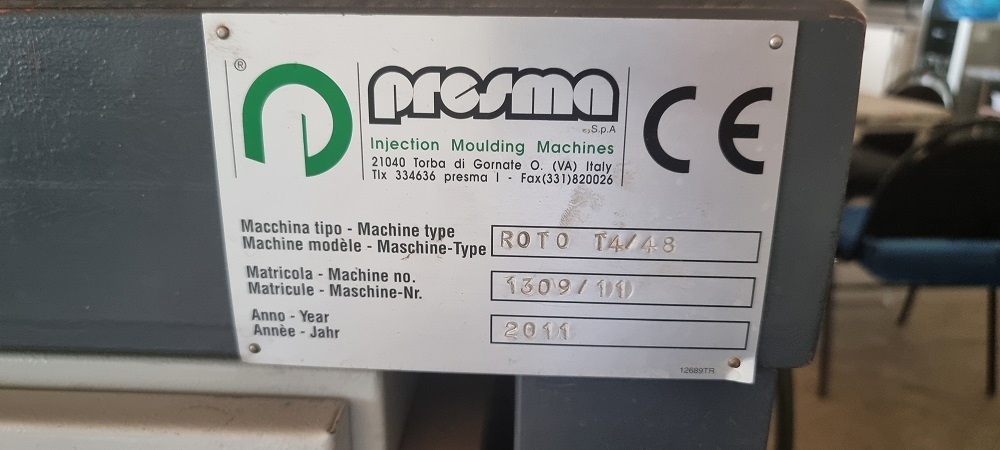 ®
presma
S.p.A
Injection Moulding Machines
21040 Torba di Gornate O. (VA) Italy
Tlx 334636 presma I - Fax(331)820026
CE
Macchina tipo - Machine type
Machine modèle - Maschine-Type
ROTO T4/48
Matricola - Machine no.
Matricule - Maschine-Nr.
1309/11
Anno - Year
Annèe - Jahr
2011
12689TR